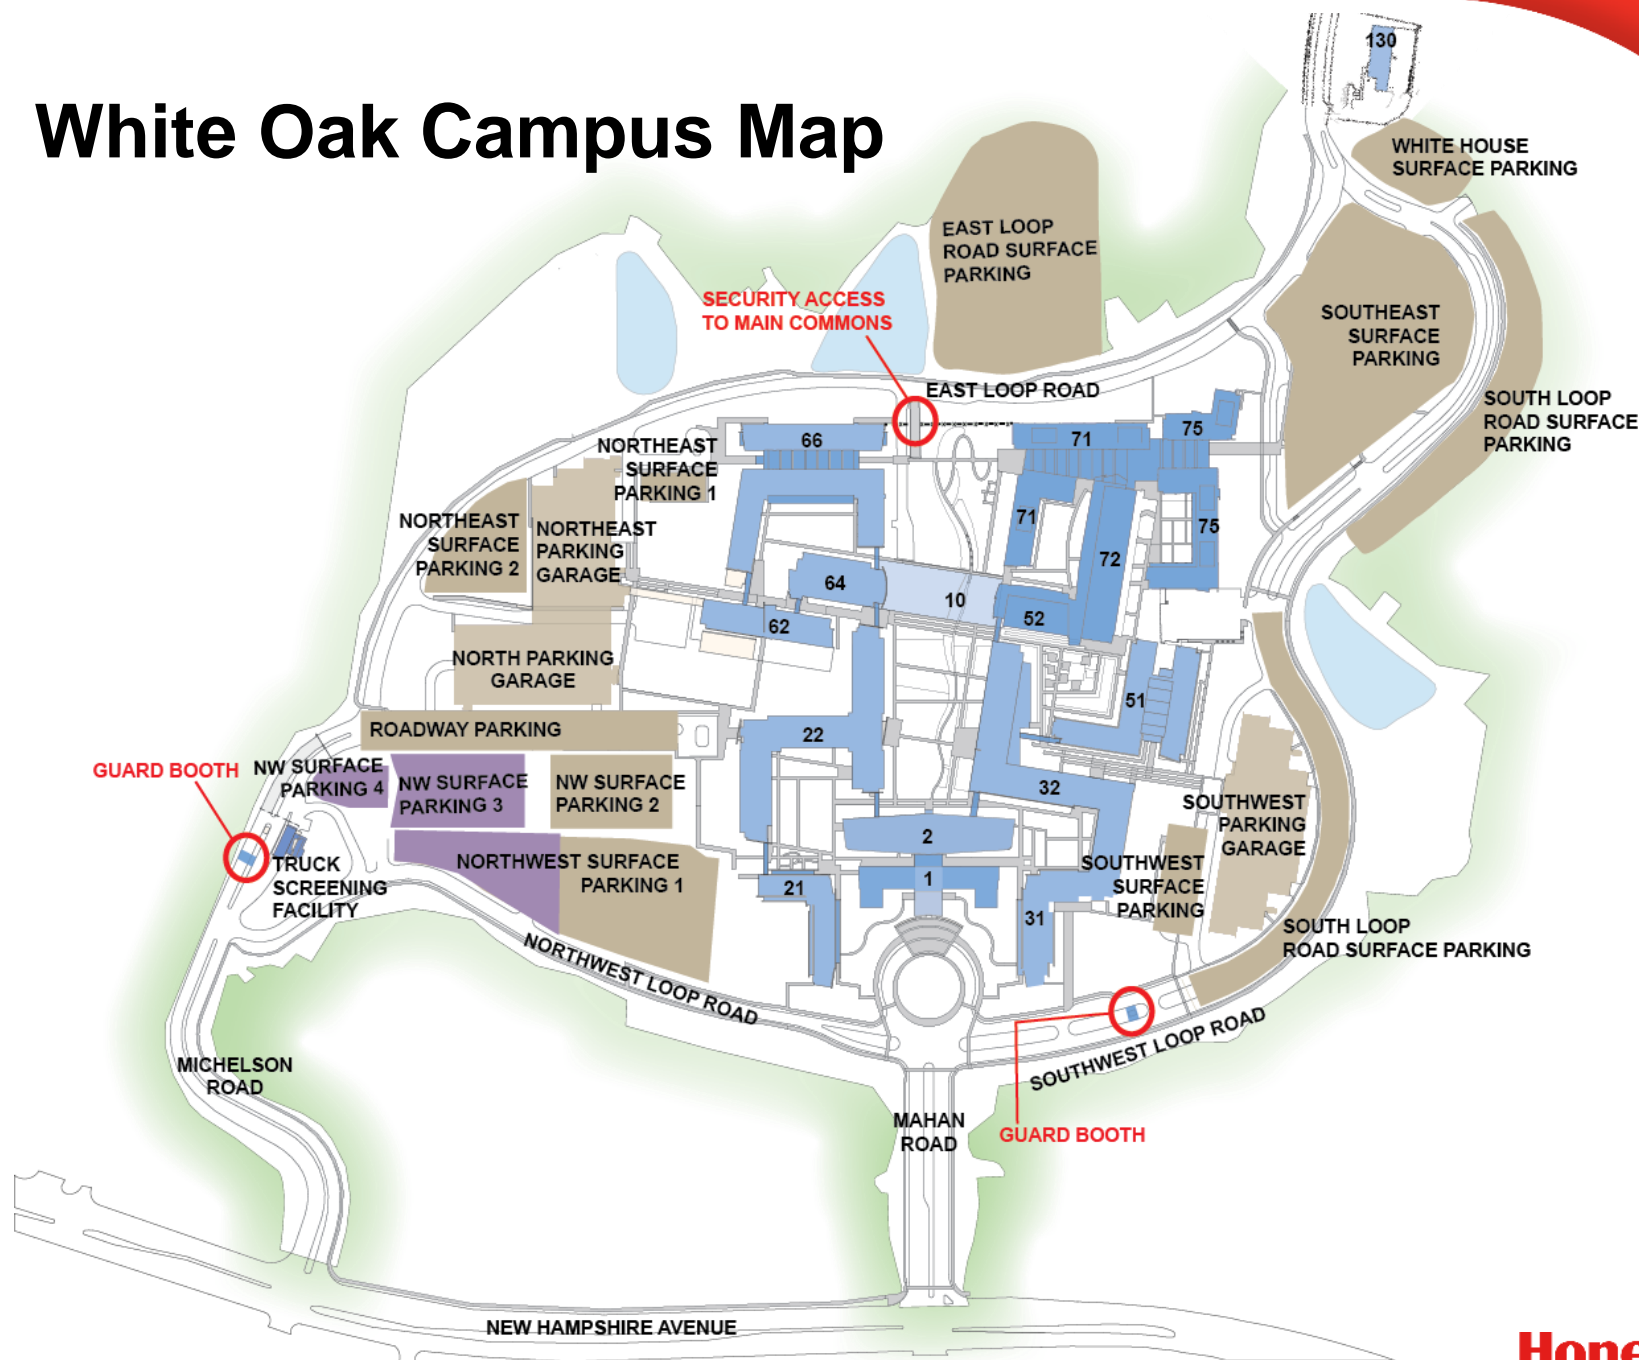 White Oak Campus Map
130
WHITE HOUSE
SURFACE PARKING
EAST LOOP
ROAD SURFACE
PARKING
SECURITY ACCESS
TO MAIN COMMONS
SOUTHEAST
SURFACE
PARKING
EAST LOOP ROAD
SOUTH LOOP
ROAD SURFACE
PARKING
66
71
75
NORTHEAST
SURFACE
PARKING 1
NORTHEAST
SURFACE
PARKING 2
NORTHEAST
PARKING
GARAGE
71
75
72
64
10
52
62
NORTH PARKING
GARAGE
51
ROADWAY PARKING
22
GUARD BOOTH
NW SURFACE
PARKING 4
NW SURFACE
PARKING 3
NW SURFACE
PARKING 2
32
SOUTHWEST
PARKING
GARAGE
2
TRUCK
SCREENING
FACILITY
NORTHWEST SURFACE
PARKING 1
21
1
31
SOUTHWEST
SURFACE
PARKING
SOUTH LOOP
ROAD SURFACE PARKING
NORTHWEST LOOP ROAD
SOUTHWEST LOOP ROAD
MICHELSON
ROAD
MAHAN
ROAD
GUARD BOOTH
NEW HAMPSHIRE AVENUE